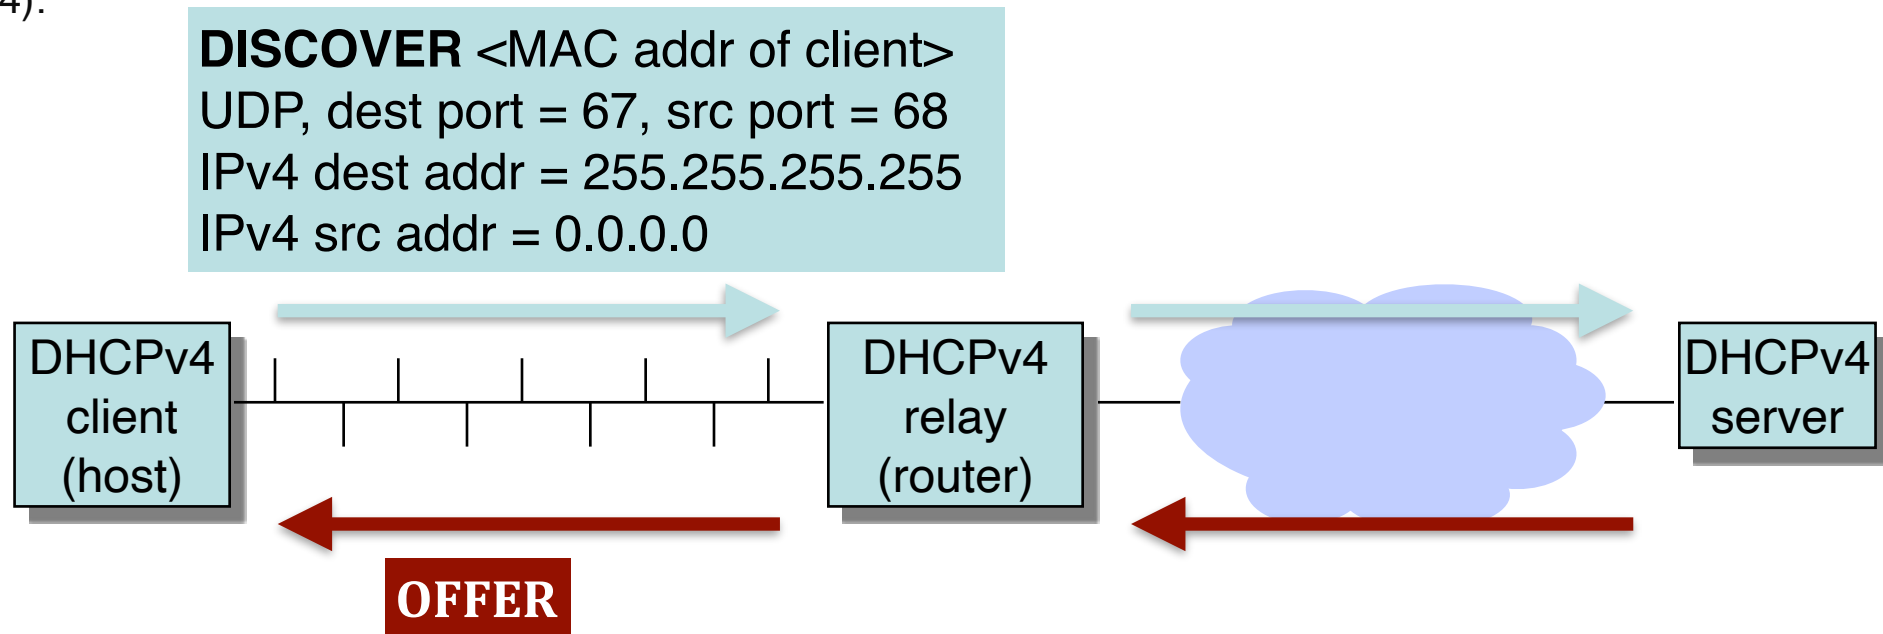 4):
DISCOVER <MAC addr of client>
UDP, dest port = 67, src port = 68
IPv4 dest addr = 255.255.255.255
IPv4 src addr = 0.0.0.0
DHCPv4
client
(host)
DHCPv4
relay
(router)
DHCPv4
server
OFFER